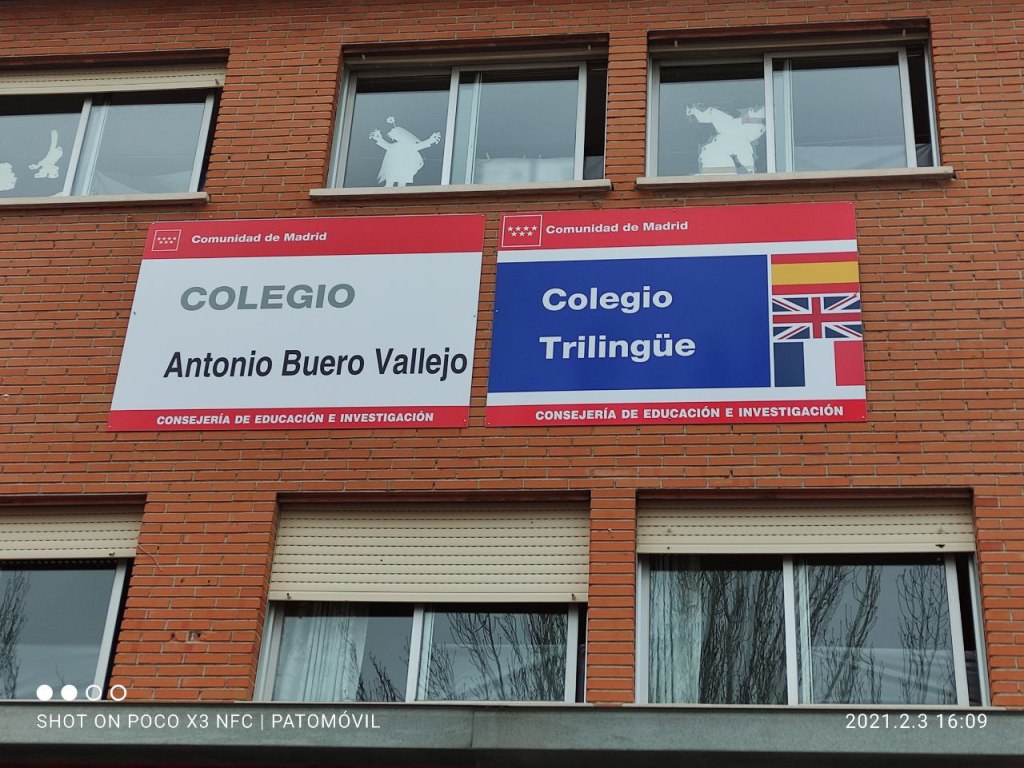 Comunidad de Madrid
COLEGIO
Antonio Buero Vallejo
CONSEJERÍA DE EDUCACIÓN E INVESTIGACIÓN
Comunidad de Madrid
Colegio
Trilingüe
CONSEJERÍA DE EDUCACIÓN E INVESTIGACIÓN
SHOT ON POCO X3 NFC | PATOMÓVIL
2021.2.3 16:09